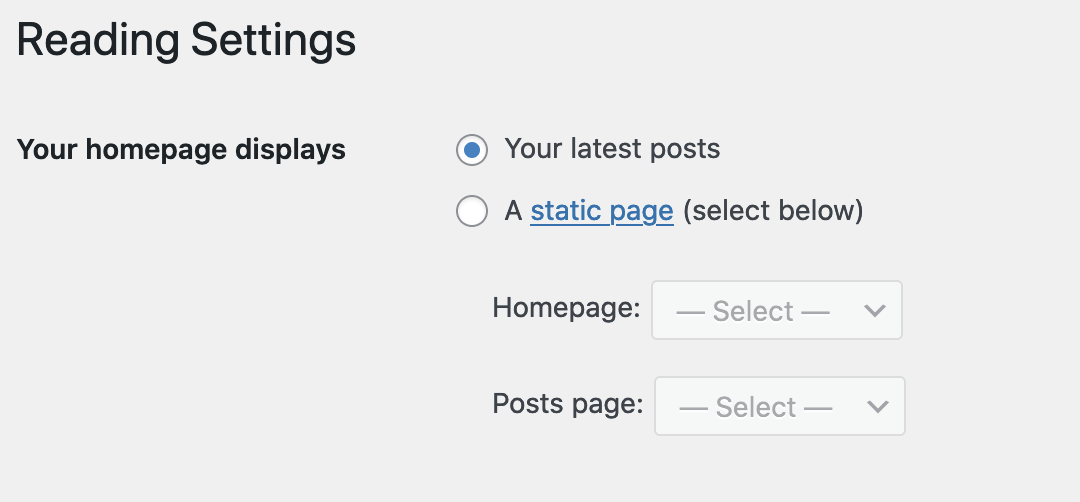 Reading Settings
Your homepage displays
Your latest posts
A static page (select below)
Homepage: — Select —
Posts page: — Select —